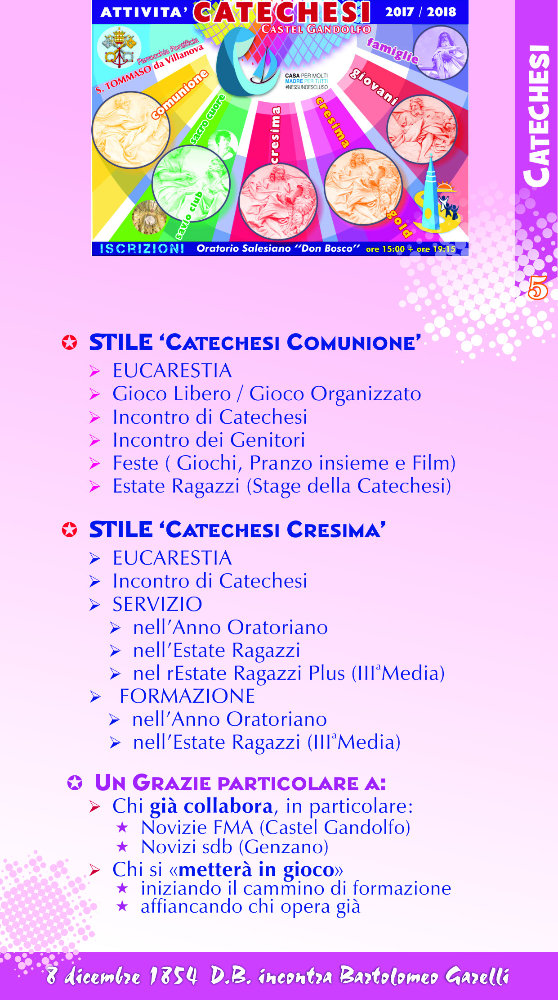 ATTIVITA’ CATECHESI 2017 / 2018
CASTEL GANDOLFO
Parrocchia Pontificia
S. TOMMASO da Villanova
famiglie
giovani
comunione
sacro cuore
CASA PER MOLTI
MADRE PER TUTTI
#NESSUNOESCLUSO
cresima
cresima
savio club
gold
ISCRIZIONI Oratorio Salesiano “Don Bosco” ore 15:00 ÷ ore 19:15
CATECHESI
5
STILE ‘CATECHESI COMUNIONE’
EUCARESTIA
Gioco Libero / Gioco Organizzato
Incontro di Catechesi
Incontro dei Genitori
Feste ( Giochi, Pranzo insieme e Film)
Estate Ragazzi (Stage della Catechesi)
STILE ‘CATECHESI CRESIMA’
EUCARESTIA
Incontro di Catechesi
SERVIZIO
nell’Anno Oratoriano
nell’Estate Ragazzi
nel rEstate Ragazzi Plus (IIIªMedia)
FORMAZIONE
nell’Anno Oratoriano
nell’Estate Ragazzi (IIIªMedia)
UN GRAZIE PARTICOLARE A:
Chi già collabora, in particolare:
Novizie FMA (Castel Gandolfo)
Novizi sdb (Genzano)
Chi si «metterà in gioco»
iniziando il cammino di formazione
affiancando chi opera già
8 dicembre 1854 D.B. incontra Bartolomeo Garelli